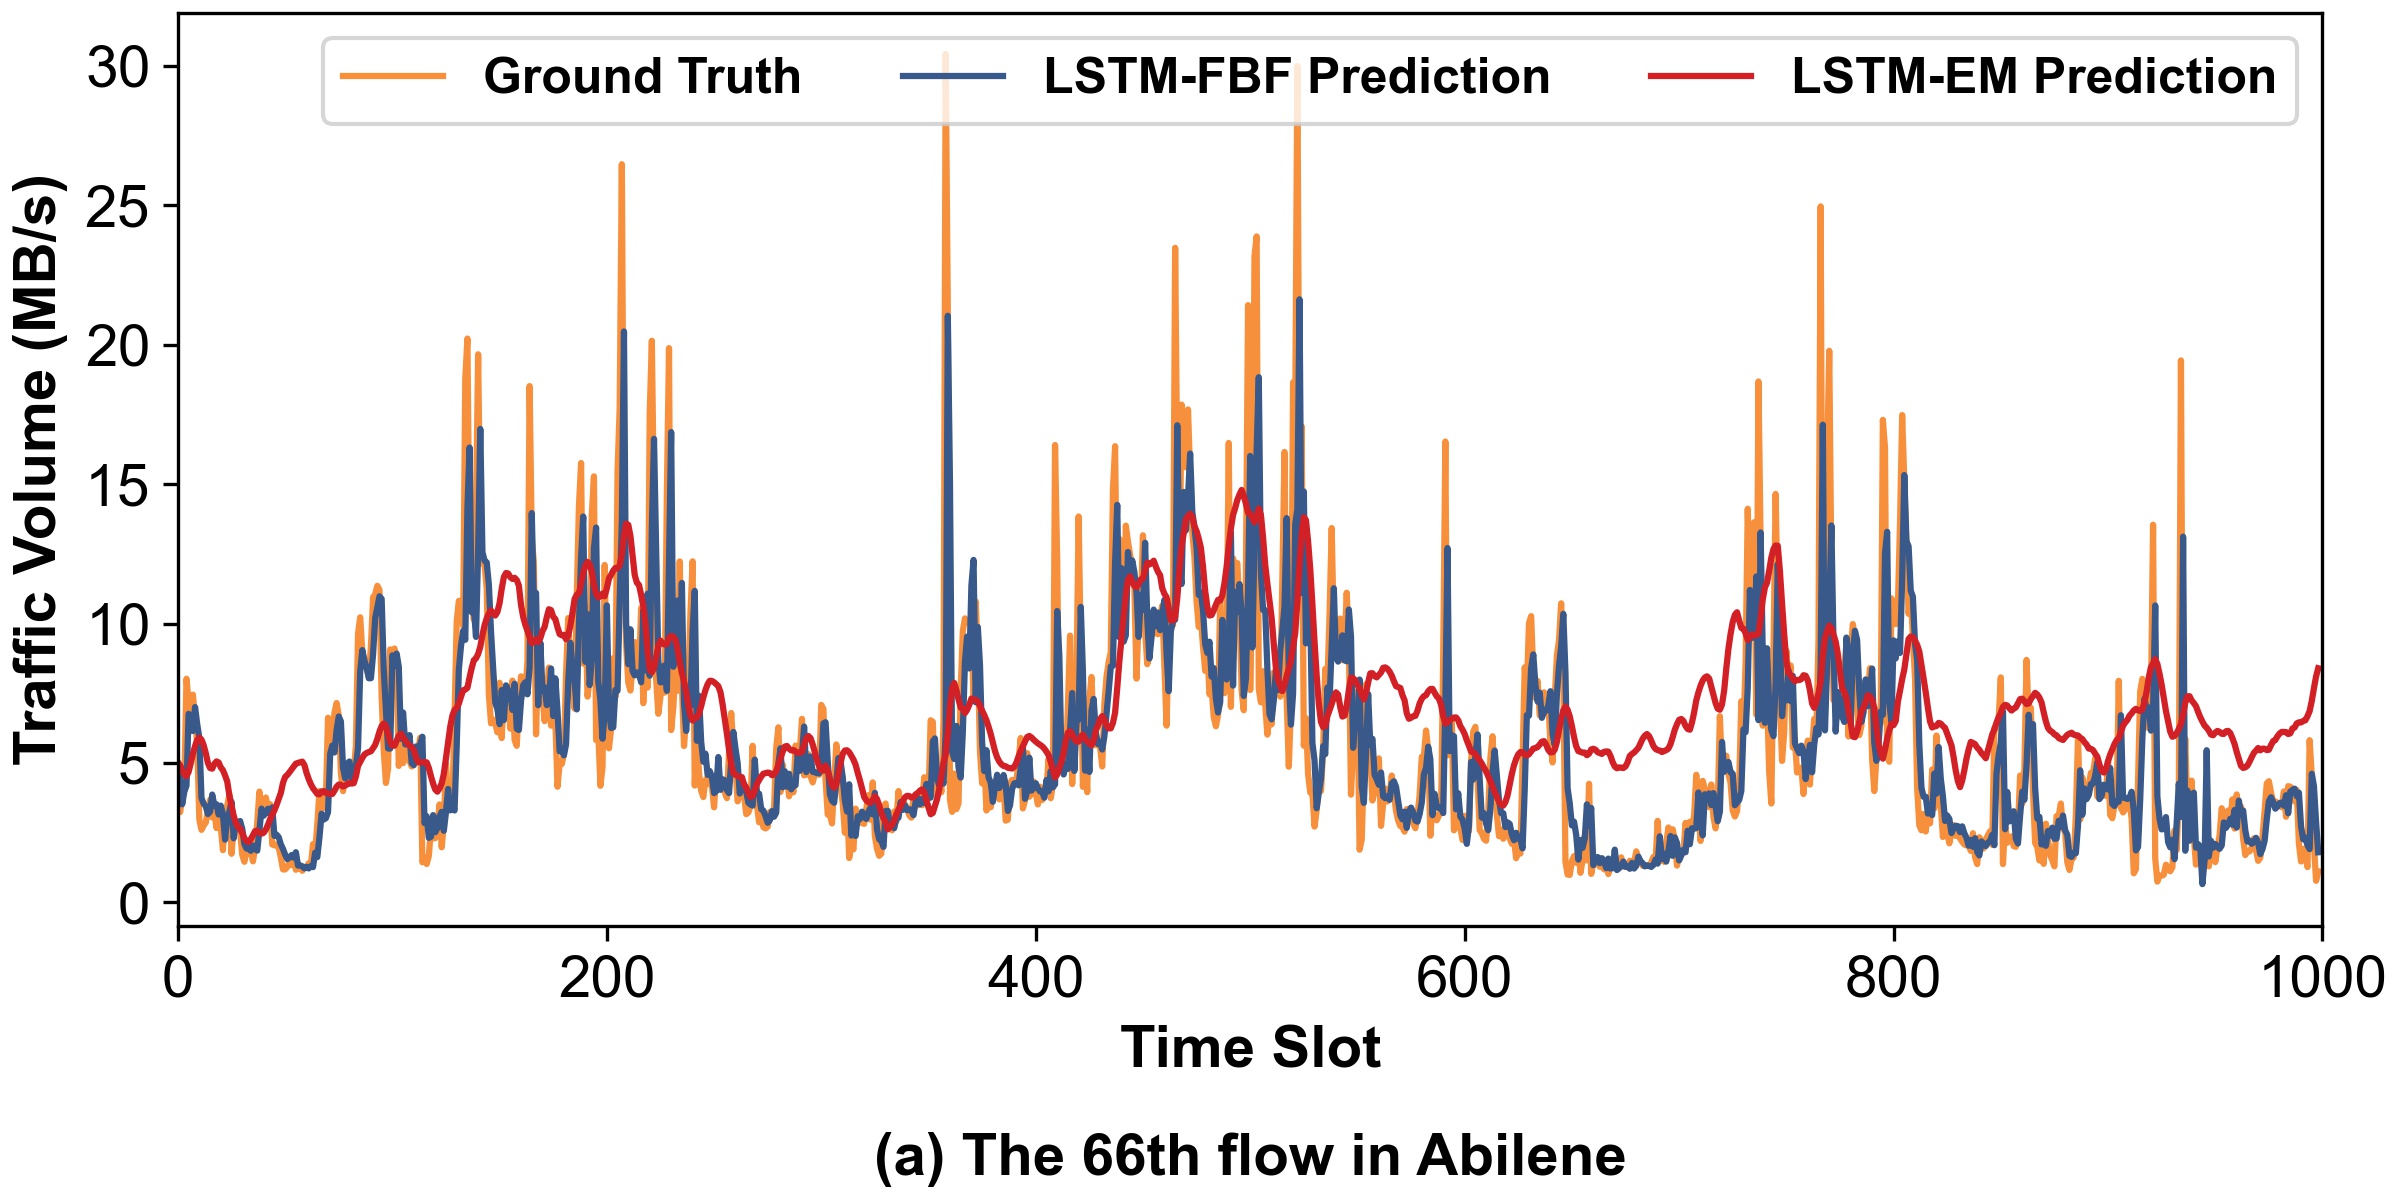 Ground Truth LSTM-FBF Prediction LSTM-EM Prediction
Traffic Volume (MB/s)
30
25
20
15
10
5
0
0 200 400 600 800 1000
Time Slot
(a) The 66th flow in Abilene